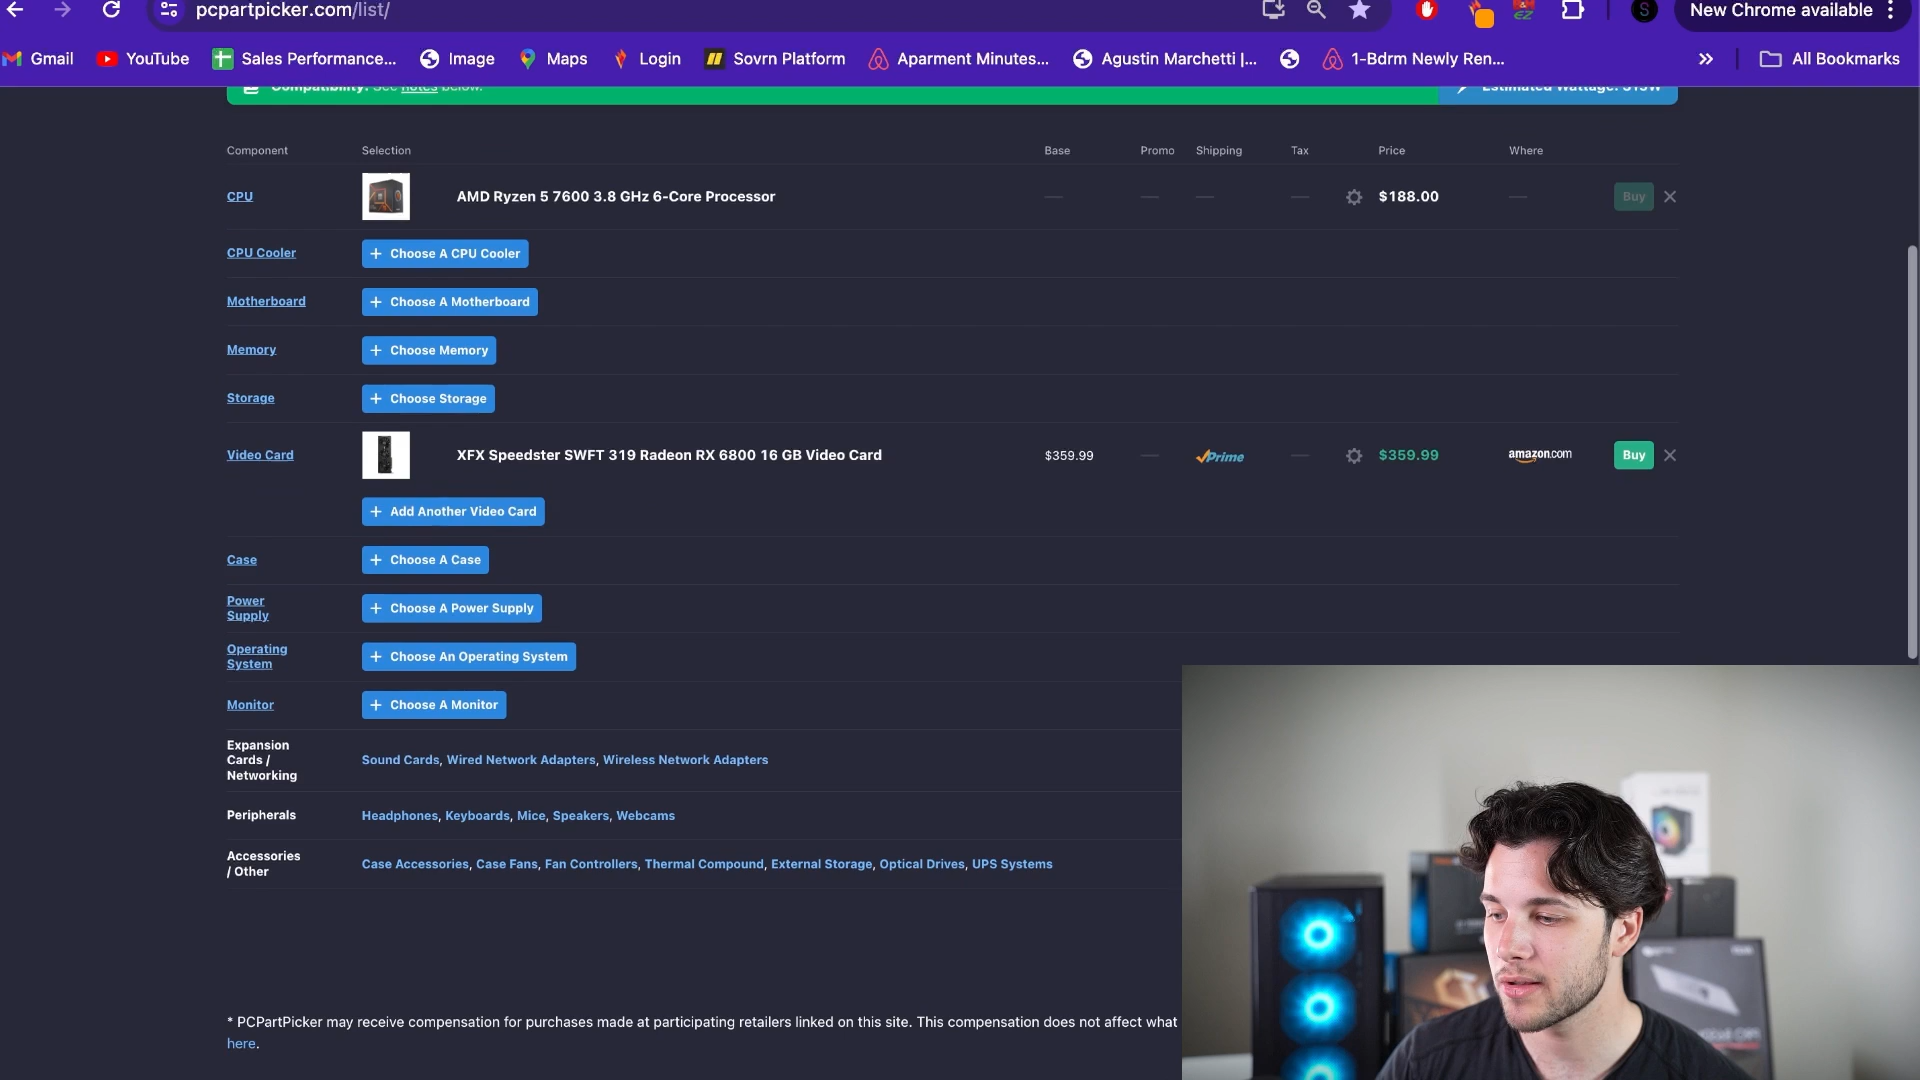 pcpartpicker.com/list/
S
New Chrome available
Gmail
YouTube
Sales Performance...
Image
Maps
Login
Sovrn Platform
Aparment Minutes...
Agustin Marchetti |...
1-Bdrm Newly Ren...
All Bookmarks
Compatibility: See notes below.
Estimated Wattage: 315W
Component Selection Base Promo Shipping Tax Price Where
CPU AMD Ryzen 5 7600 3.8 GHz 6-Core Processor $188.00 Buy
CPU Cooler + Choose A CPU Cooler
Motherboard + Choose A Motherboard
Memory + Choose Memory
Storage + Choose Storage
Video Card XFX Speedster SWFT 319 Radeon RX 6800 16 GB Video Card $359.99 Prime $359.99 amazon.com Buy
+ Add Another Video Card
Case + Choose A Case
Power
Supply
+ Choose A Power Supply
Operating
System
+ Choose An Operating System
Monitor + Choose A Monitor
Expansion
Cards /
Networking
Sound Cards, Wired Network Adapters, Wireless Network Adapters
Peripherals Headphones, Keyboards, Mice, Speakers, Webcams
Accessories
/ Other
Case Accessories, Case Fans, Fan Controllers, Thermal Compound, External Storage, Optical Drives, UPS Systems
* PCPartPicker may receive compensation for purchases made at participating retailers linked on this site. This compensation does not affect what
here.